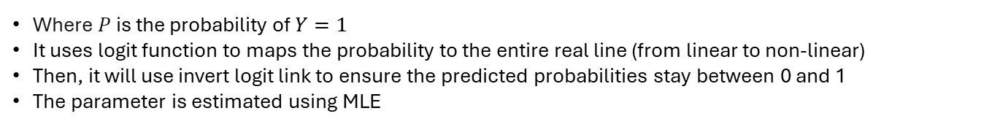 • Where P is the probability of Y = 1
• It uses logit function to maps the probability to the entire real line (from linear to non-linear)
• Then, it will use invert logit link to ensure the predicted probabilities stay between 0 and 1
• The parameter is estimated using MLE